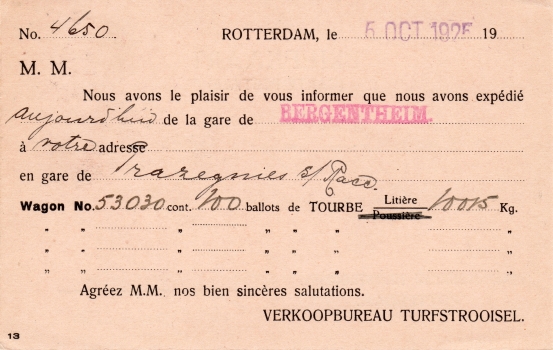 No. 4650 ROTTERDAM, le 5 OCT 1925 19
M. M.
Nous avons le plaisir de vous informer que nous avons expédié
aujourd'hui de la gare de BERGENTHEIM.
à votre adresse
en gare de Trazegnies s/ Racc.
Wagon No. 53030 cont. 100 ballots de TOURBE Litière Poussière 10015 Kg.
" " " " " "
" " " " " "
" " " " " "
Agréez M.M. nos bien sincères salutations.
VERKOOPBUREAU TURFSTROOISEL.
13